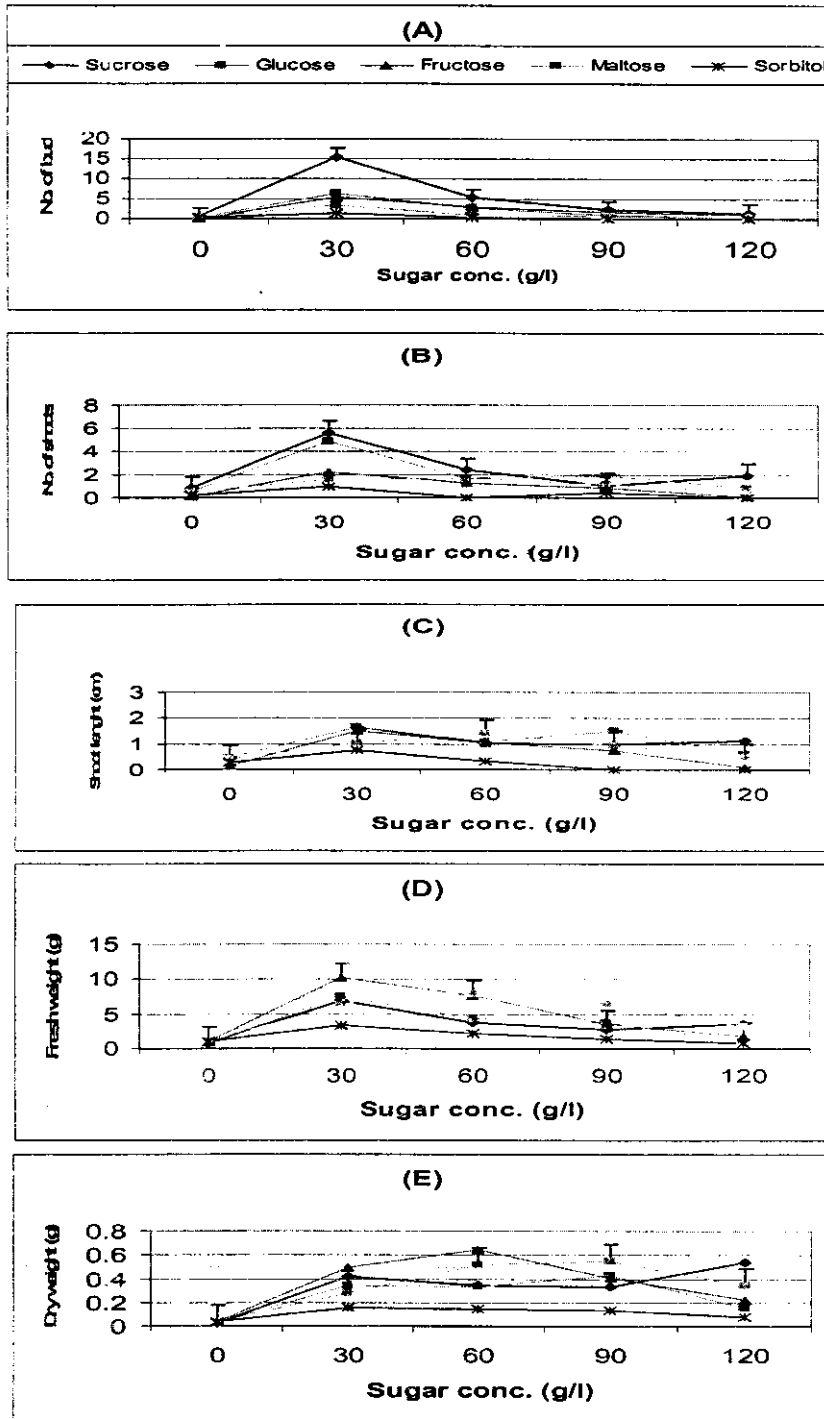 (A)
Sucrose Glucose Fructose Maltose Sorbitol
No. of bud
20
15
10
5
0
0 30 60 90 120
Sugar conc. (g/l)
(B)
No. of shoots
8
6
4
2
0
0 30 60 90 120
Sugar conc. (g/l)
(C)
Shoot lenght (cm)
3
2
1
0
0 30 60 90 120
Sugar conc. (g/l)
(D)
Fresh weight (g)
15
10
5
0
0 30 60 90 120
Sugar conc. (g/l)
(E)
Dry weight (g)
0.8
0.6
0.4
0.2
0
0 30 60 90 120
Sugar conc. (g/l)